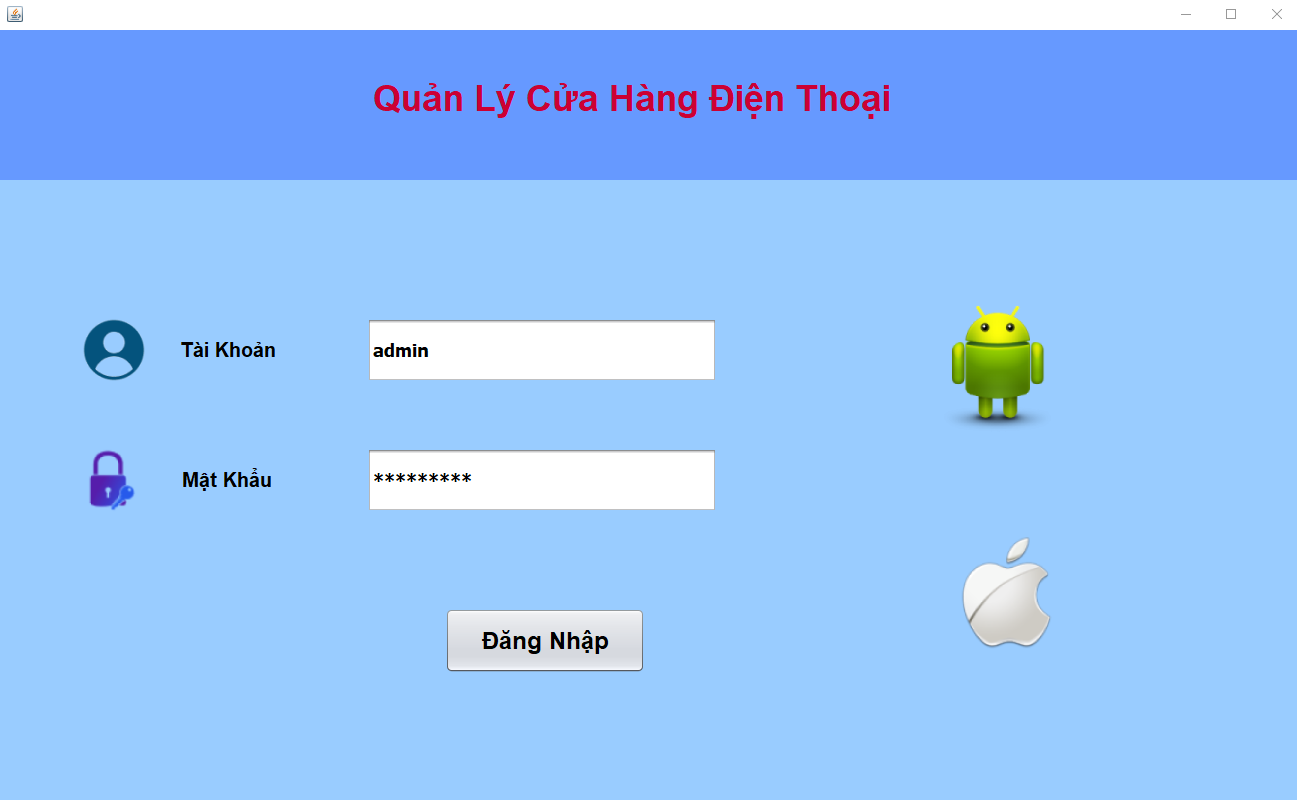 Quản Lý Cửa Hàng Điện Thoại
Tài Khoản
admin
Mật Khẩu
*********
Đăng Nhập